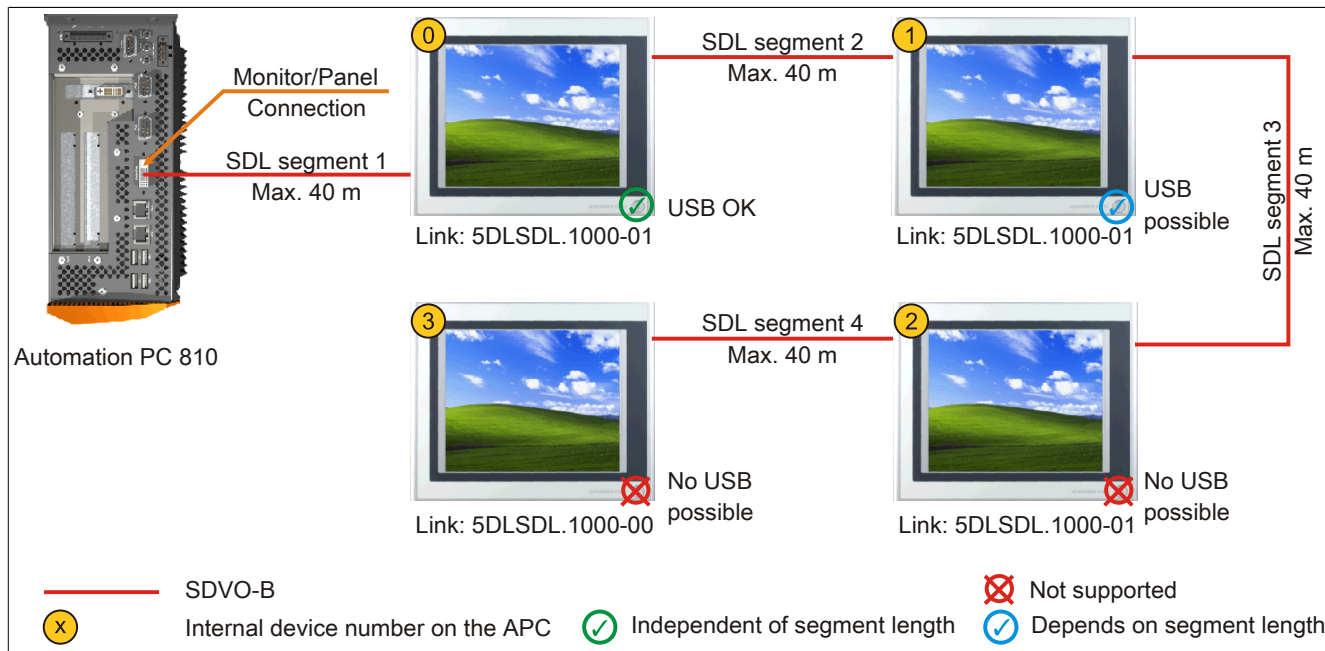 Automation PC 810
Monitor/Panel
Connection
SDL segment 1
Max. 40 m
0
USB OK
Link: 5DLSDL.1000-01
SDL segment 2
Max. 40 m
1
USB
possible
Link: 5DLSDL.1000-01
SDL segment 3
Max. 40 m
3
No USB
possible
Link: 5DLSDL.1000-00
SDL segment 4
Max. 40 m
2
No USB
possible
Link: 5DLSDL.1000-01
SDVO-B
Not supported
x
Internal device number on the APC
Independent of segment length
Depends on segment length